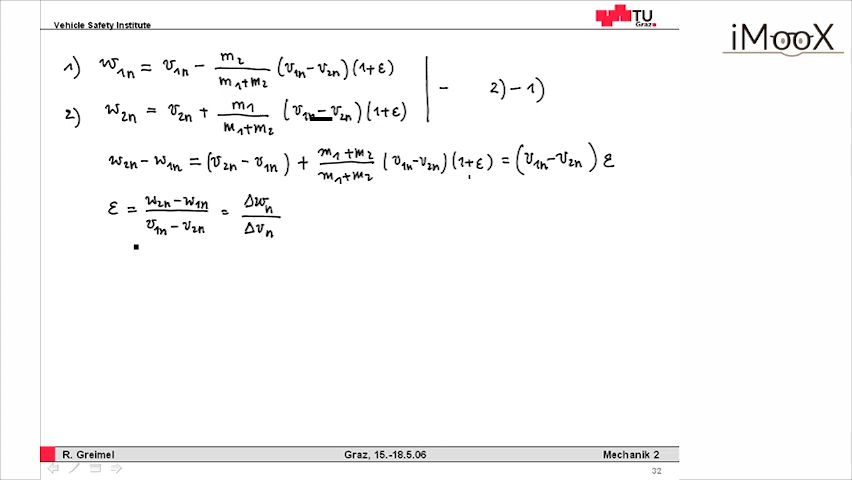 Vehicle Safety Institute
TU
Graz
iMooX
1) w₁ₙ = v₁ₙ − m₂/(m₁+m₂) (v₁ₙ−v₂ₙ)(1+ε)
− 2)−1)
2) w₂ₙ = v₂ₙ + m₁/(m₁+m₂) (v₁ₙ−v₂ₙ)(1+ε)
w₂ₙ−w₁ₙ = (v₂ₙ−v₁ₙ) + (m₁+m₂)/(m₁+m₂) (v₁ₙ−v₂ₙ)(1+ε) = (v₁ₙ−v₂ₙ) ε
ε = (w₂ₙ−w₁ₙ)/(v₁ₙ−v₂ₙ) = Δwₙ/Δvₙ
R. Greimel Graz, 15.-18.5.06 Mechanik 2
32